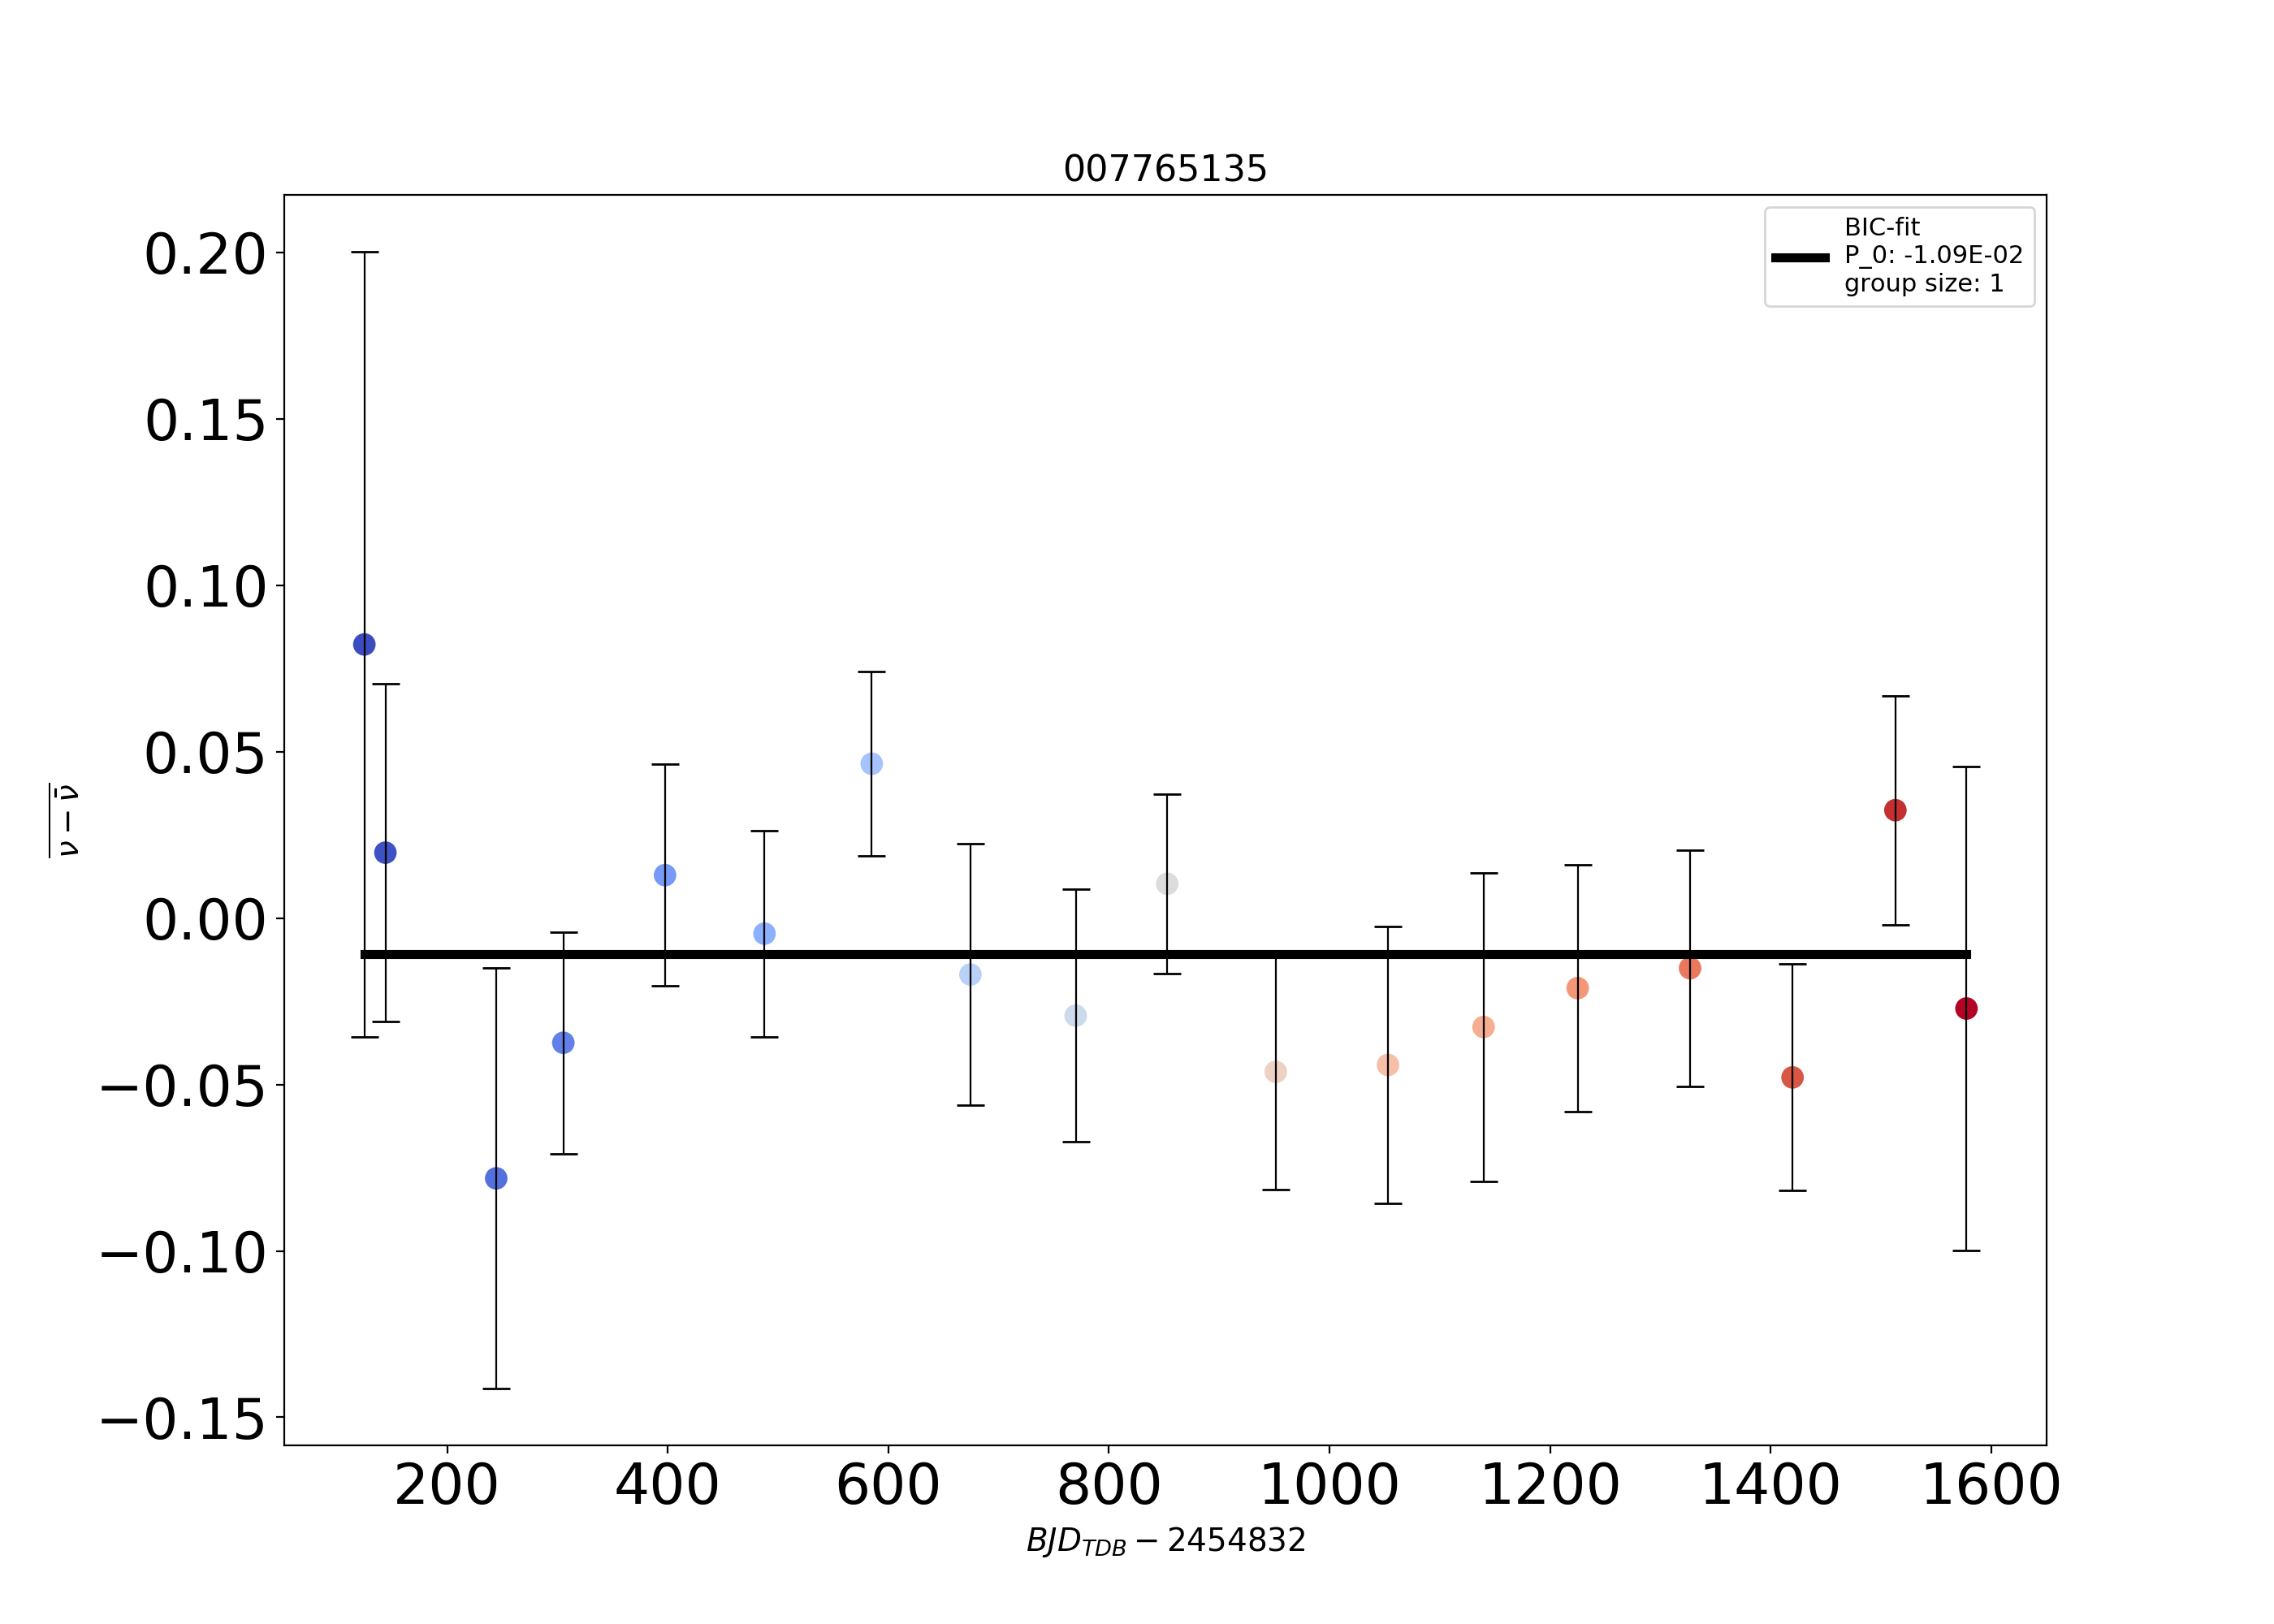 007765135
BIC-fit
P_0: -1.09E-02
group size: 1
0.20
0.15
0.10
0.05
0.00
−0.05
−0.10
−0.15
ν − ν̄
200 400 600 800 1000 1200 1400 1600
BJD_TDB − 2454832